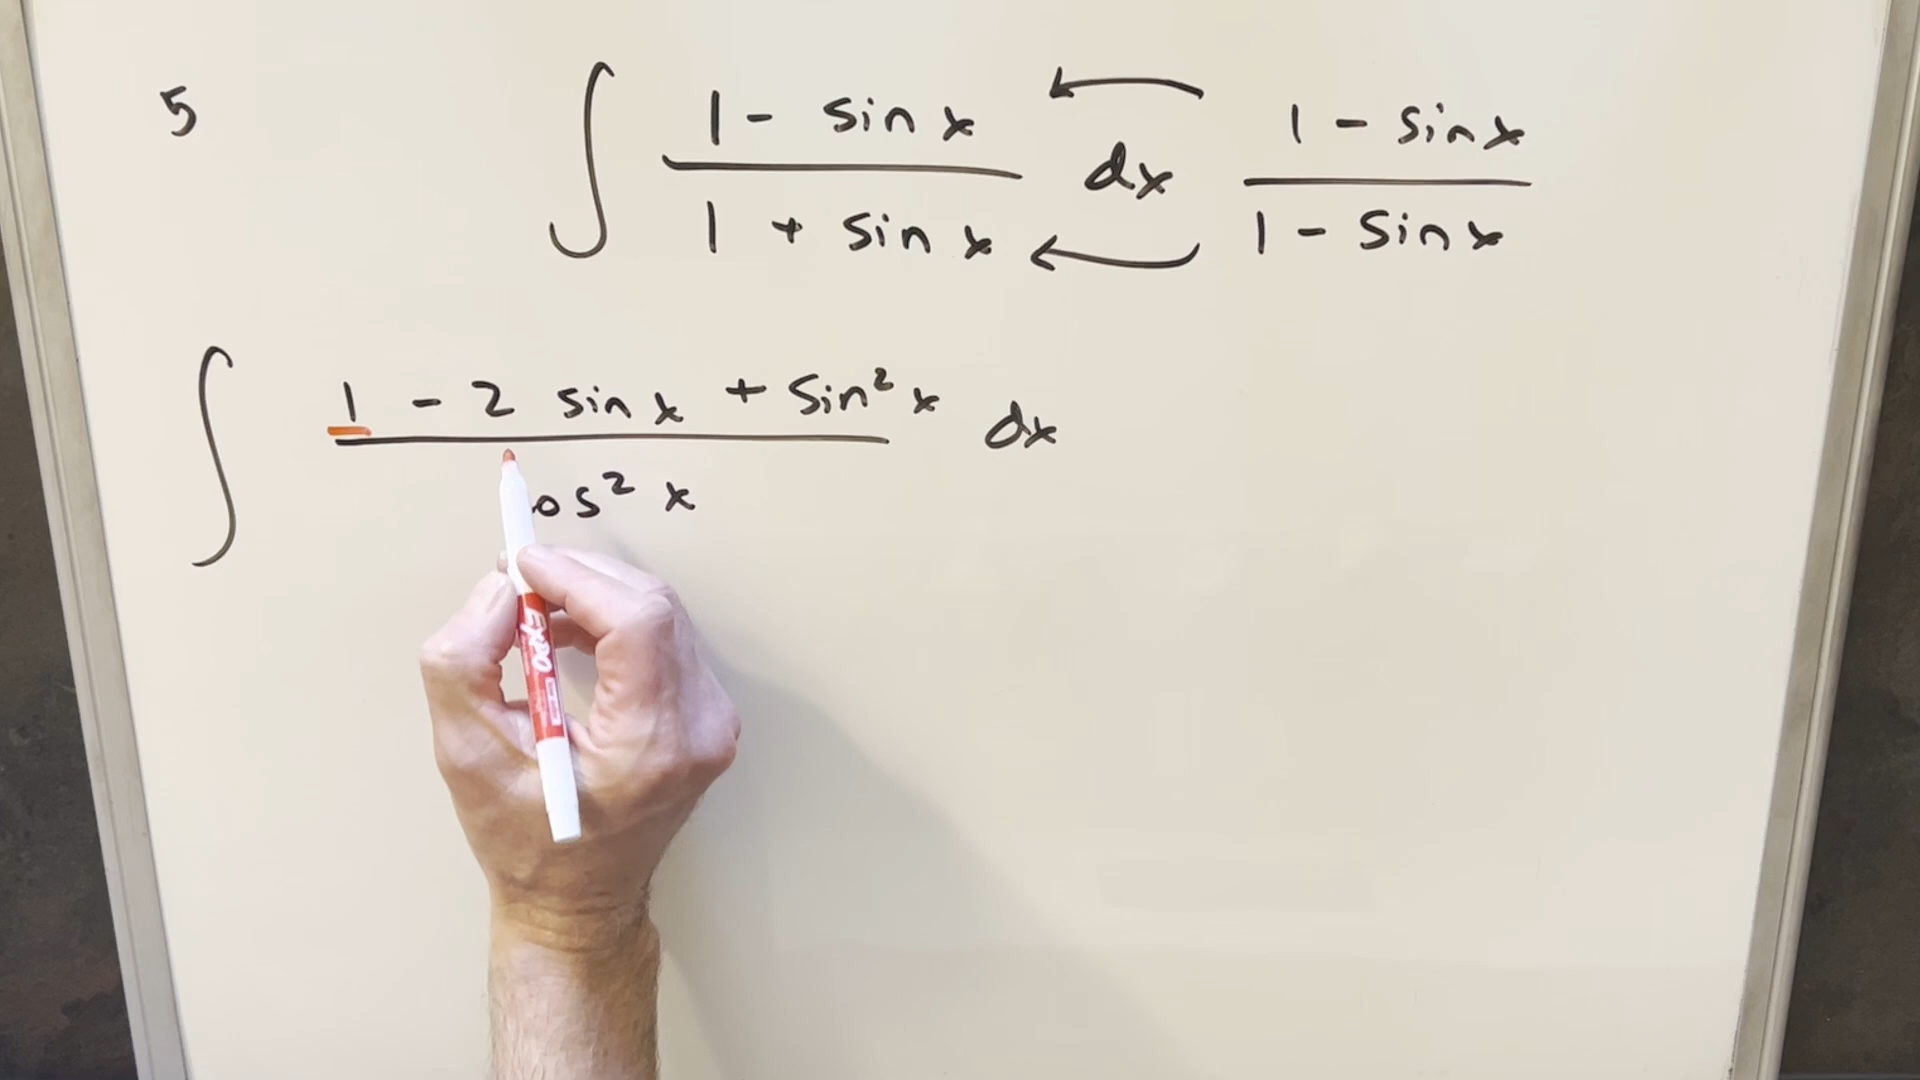 5
∫ 1 - sin x / 1 + sin x dx 1 - sin x / 1 - sin x
∫ 1 - 2 sin x + sin² x / os² x dx
EXPO